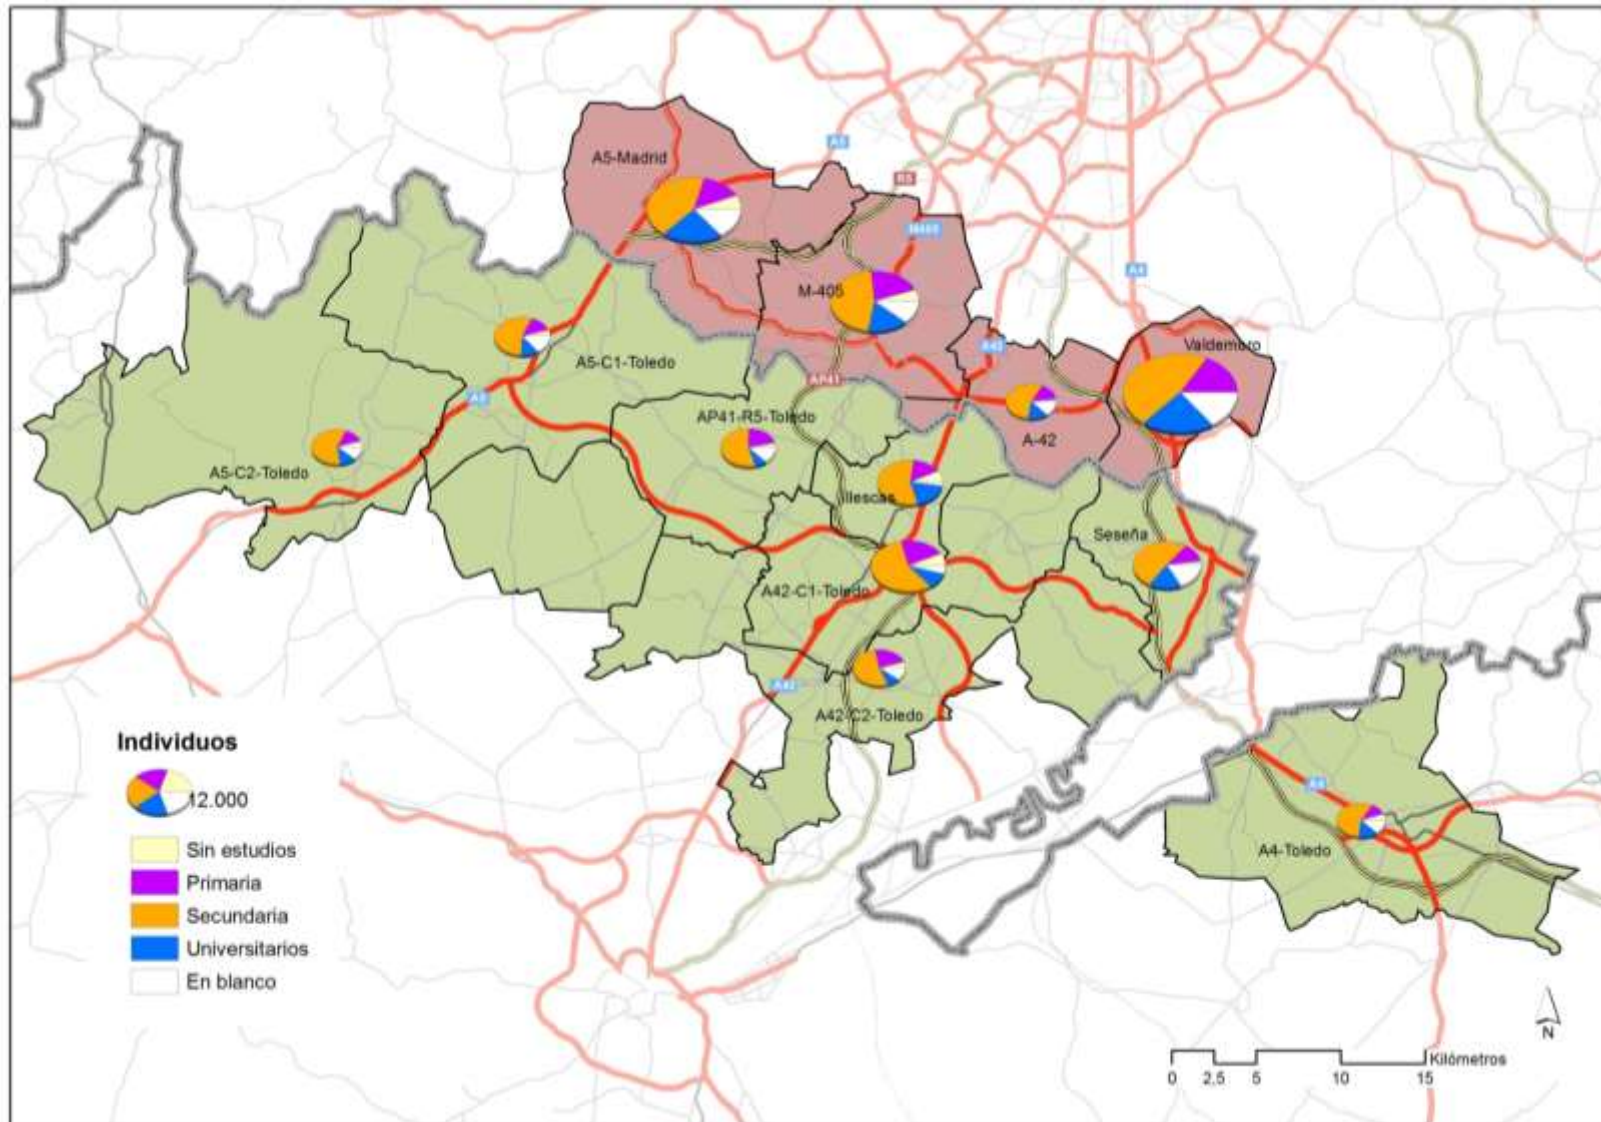 A5-Madrid
A5
R5
M405
M-405
A4
A42
Valdemoro
A5-C1-Toledo
AP41
A5
AP41-R5-Toledo
A-42
A5-C2-Toledo
Illescas
Seseña
A42-C1-Toledo
A42
A42-C2-Toledo
A4
A4-Toledo
Individuos
12.000
Sin estudios
Primaria
Secundaria
Universitarios
En blanco
N
Kilómetros
0 2,5 5 10 15